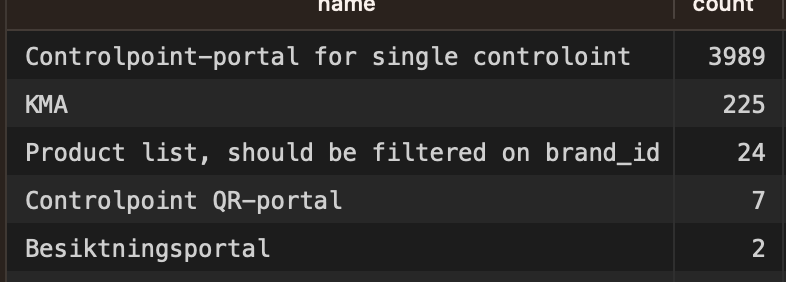 name count
Controlpoint-portal for single controloint 3989
KMA 225
Product list, should be filtered on brand_id 24
Controlpoint QR-portal 7
Besiktningsportal 2